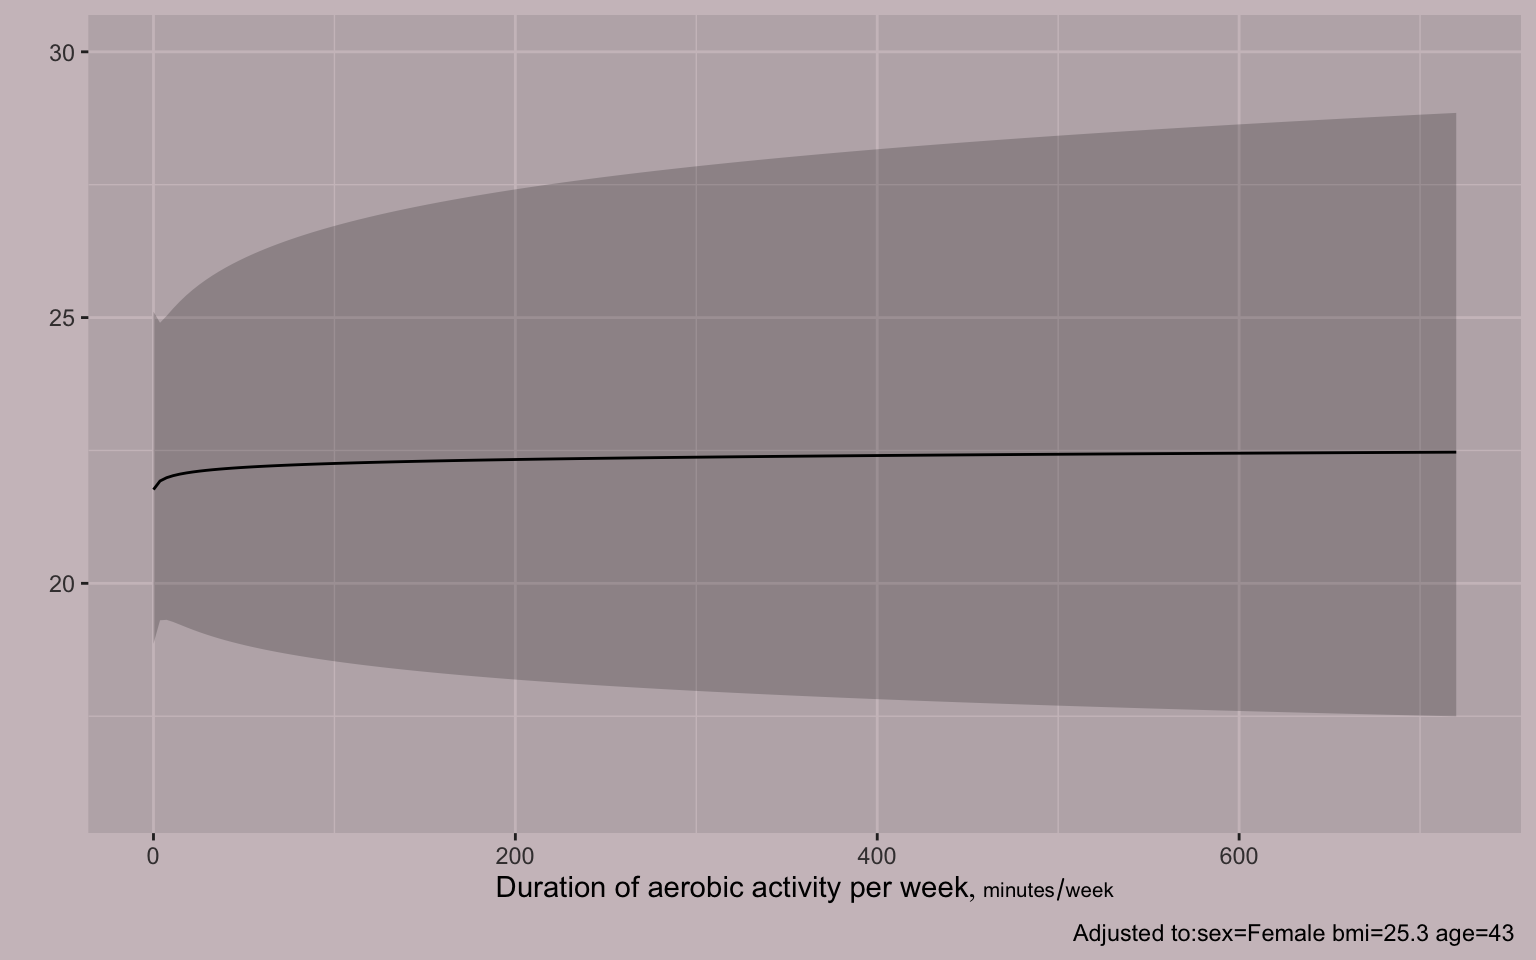 30
25
20
0 200 400 600
Duration of aerobic activity per week, minutes/week
Adjusted to:sex=Female bmi=25.3 age=43